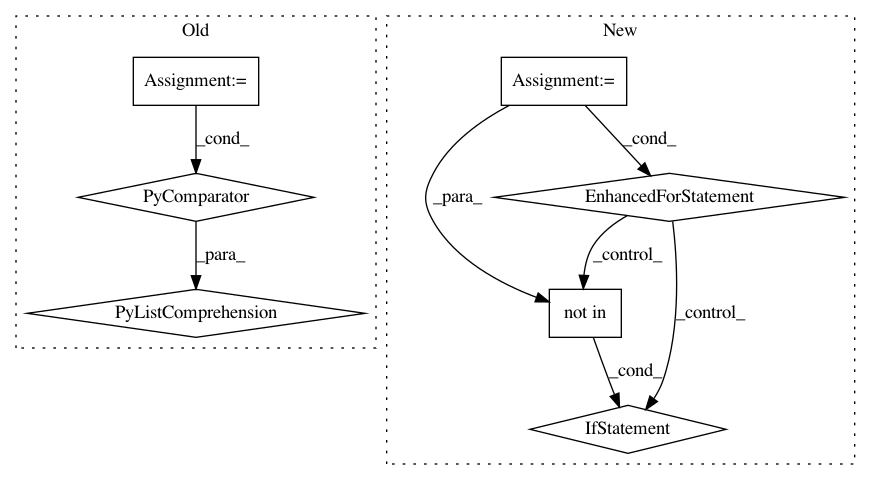 Old
New
Assignment:=
Assignment:=
_cond_
_cond_
PyComparator
_para_
EnhancedForStatement
_para_
_control_
PyListComprehension
not in
_control_
_cond_
IfStatement